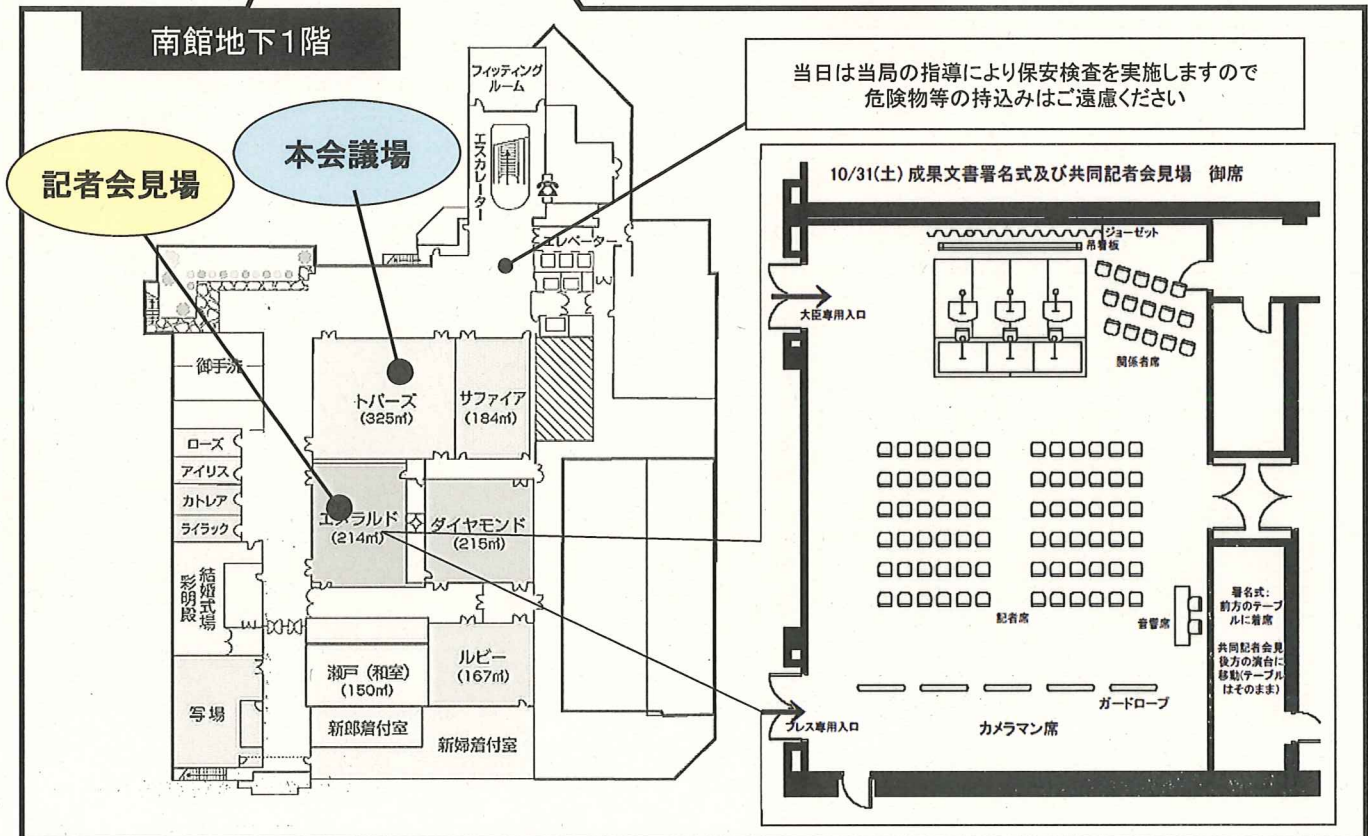 南館地下1階
当日は当局の指導により保安検査を実施しますので
危険物等の持込みはご遠慮ください
記者会見場
本会議場
フィッティング
ルーム
エスカレーター
エレベーター
御手洗
トパーズ
(325㎡)
サファイア
(184㎡)
ローズ
アイリス
カトレア
ライラック
エメラルド
(214㎡)
ダイヤモンド
(215㎡)
結婚式場
彩明殿
瀬戸(和室)
(150㎡)
ルビー
(167㎡)
写場
新郎着付室
新婦着付室
10/31(土) 成果文書署名式及び共同記者会見場 御席
ジョーゼット
吊看板
大臣専用入口
関係者席
記者席
音響席
署名式:
前方のテーブ
ルに着席
共同記者会見
後方の演台に
移動(テーブル
はそのまま)
ガードロープ
プレス専用入口
カメラマン席